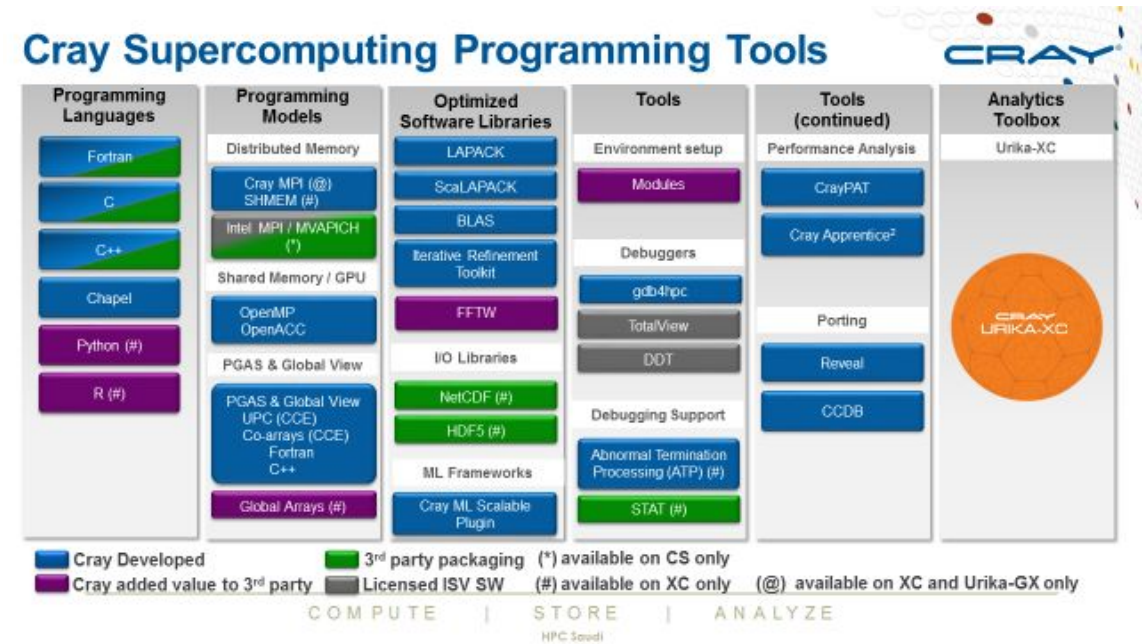 Cray Supercomputing Programming Tools
CRAY
Programming
Languages
Fortran
C
C++
Chapel
Python (#)
R (#)
Programming
Models
Distributed Memory
Cray MPI (@)
SHMEM (#)
Intel MPI / MVAPICH
(*)
Shared Memory / GPU
OpenMP
OpenACC
PGAS & Global View
PGAS & Global View
UPC (CCE)
Co-arrays (CCE)
Fortran
C++
Global Arrays (#)
Optimized
Software Libraries
LAPACK
ScaLAPACK
BLAS
Iterative Refinement
Toolkit
FFTW
I/O Libraries
NetCDF (#)
HDF5 (#)
ML Frameworks
Cray ML Scalable
Plugin
Tools
Environment setup
Modules
Debuggers
gdb4hpc
TotalView
DDT
Debugging Support
Abnormal Termination
Processing (ATP) (#)
STAT (#)
Tools
(continued)
Performance Analysis
CrayPAT
Cray Apprentice²
Porting
Reveal
CCDB
Analytics
Toolbox
Urika-XC
CRAY
URIKA-XC
Cray Developed
3rd party packaging
(*) available on CS only
Cray added value to 3rd party
Licensed ISV SW
(#) available on XC only
(@) available on XC and Urika-GX only
COMPUTE | STORE | ANALYZE
HPC Saudi